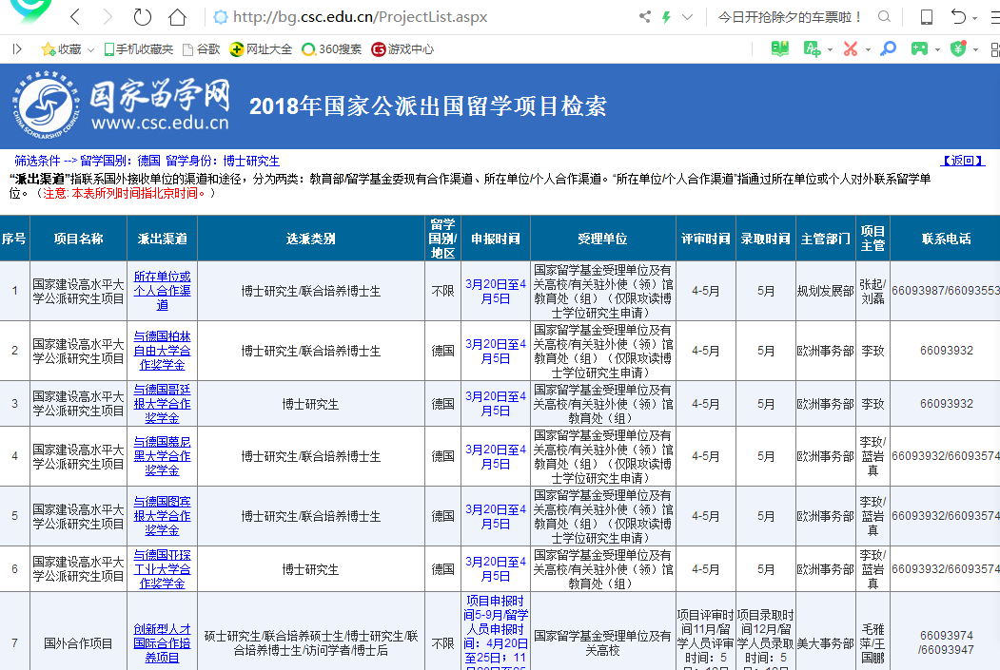 http://bg.csc.edu.cn/ProjectList.aspx
今日开抢除夕的车票啦！
收藏 手机收藏夹 谷歌 网址大全 360搜索 游戏中心
国家留学网
www.csc.edu.cn
CHINA SCHOLARSHIP COUNCIL
2018年国家公派出国留学项目检索
筛选条件 --> 留学国别：德国 留学身份：博士研究生
【返回】
“派出渠道”指联系国外接收单位的渠道和途径，分为两类：教育部/留学基金委现有合作渠道、所在单位/个人合作渠道。“所在单位/个人合作渠道”指通过所在单位或个人对外联系留学单
位。（注意: 本表所列时间指北京时间。）
序号
项目名称
派出渠道
选派类别
留学
国别/
地区
申报时间
受理单位
评审时间
录取时间
主管部门
项目
主管
联系电话
1
国家建设高水平大
学公派研究生项目
所在单位或
个人合作渠
道
博士研究生/联合培养博士生
不限
3月20日至4
月5日
国家留学基金受理单位及有
关高校/有关驻外使（领）馆
教育处（组）（仅限攻读博
士学位研究生申请）
4-5月
5月
规划发展部
张起/
刘磊
66093987/66093553
2
国家建设高水平大
学公派研究生项目
与德国柏林
自由大学合
作奖学金
博士研究生/联合培养博士生
德国
3月20日至4
月5日
国家留学基金受理单位及有
关高校/有关驻外使（领）馆
教育处（组）（仅限攻读博
士学位研究生申请）
4-5月
5月
欧洲事务部
李玫
66093932
3
国家建设高水平大
学公派研究生项目
与德国哥廷
根大学合作
奖学金
博士研究生
德国
3月20日至4
月5日
国家留学基金受理单位及有
关高校/有关驻外使（领）馆
教育处（组）
4-5月
5月
欧洲事务部
李玫
66093932
4
国家建设高水平大
学公派研究生项目
与德国慕尼
黑大学合作
奖学金
博士研究生/联合培养博士生
德国
3月20日至4
月5日
国家留学基金受理单位及有
关高校/有关驻外使（领）馆
教育处（组）（仅限攻读博
士学位研究生申请）
4-5月
5月
欧洲事务部
李玫/
蓝岩
真
66093932/66093574
5
国家建设高水平大
学公派研究生项目
与德国图宾
根大学合作
奖学金
博士研究生/联合培养博士生
德国
3月20日至4
月5日
国家留学基金受理单位及有
关高校/有关驻外使（领）馆
教育处（组）（仅限攻读博
士学位研究生申请）
4-5月
5月
欧洲事务部
李玫/
蓝岩
真
66093932/66093574
6
国家建设高水平大
学公派研究生项目
与德国亚琛
工业大学合
作奖学金
博士研究生
德国
3月20日至4
月5日
国家留学基金受理单位及有
关高校/有关驻外使（领）馆
教育处（组）
4-5月
5月
欧洲事务部
李玫/
蓝岩
真
66093932/66093574
7
国外合作项目
创新型人才
国际合作培
养项目
硕士研究生/联合培养硕士生/博士研究生/联
合培养博士生/访问学者/博士后
不限
项目申报时
间5-9月/留学
人员申报时
间：4月20日
至25日；11
国家留学基金受理单位及有
关高校
项目评审时
间11月/留
学人员评审
时间：5
项目录取时
间12月/留
学人员录取
时间：5
美大事务部
毛雅
萍/王
国鹏
66093974
/66093947